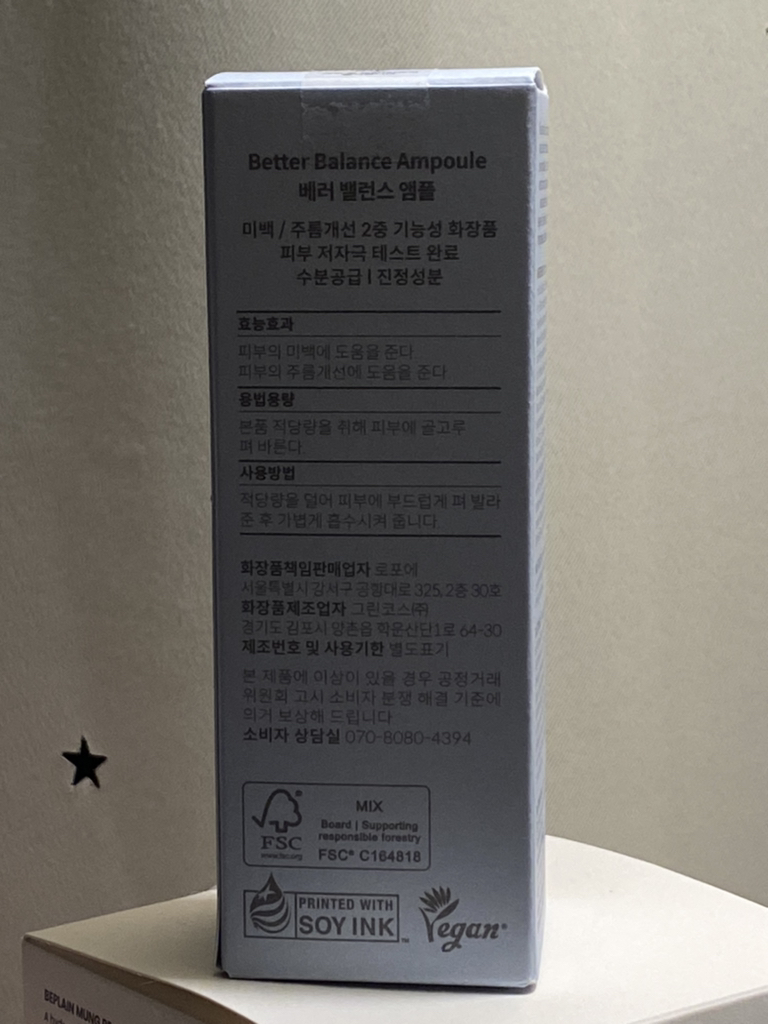 Better Balance Ampoule
베러 밸런스 앰플
미백 / 주름개선 2중 기능성 화장품
피부 저자극 테스트 완료
수분공급 I 진정성분
효능효과
피부의 미백에 도움을 준다.
피부의 주름개선에 도움을 준다.
용법용량
본품 적당량을 취해 피부에 골고루
펴 바른다.
사용방법
적당량을 덜어 피부에 부드럽게 펴 발라
준 후 가볍게 흡수시켜 줍니다.
화장품책임판매업자 로포에
서울특별시 강서구 공항대로 325, 2층 30호
화장품제조업자 그린코스㈜
경기도 김포시 양촌읍 학운산단1로 64-30
제조번호 및 사용기한 별도표기
본 제품에 이상이 있을 경우 공정거래
위원회 고시 소비자 분쟁 해결 기준에
의거 보상해 드립니다.
소비자 상담실 070-8080-4394
FSC®
www.fsc.org
MIX
Board | Supporting
responsible forestry
FSC® C164818
PRINTED WITH
SOY INK™
Vegan®
BEPLAIN MUNG